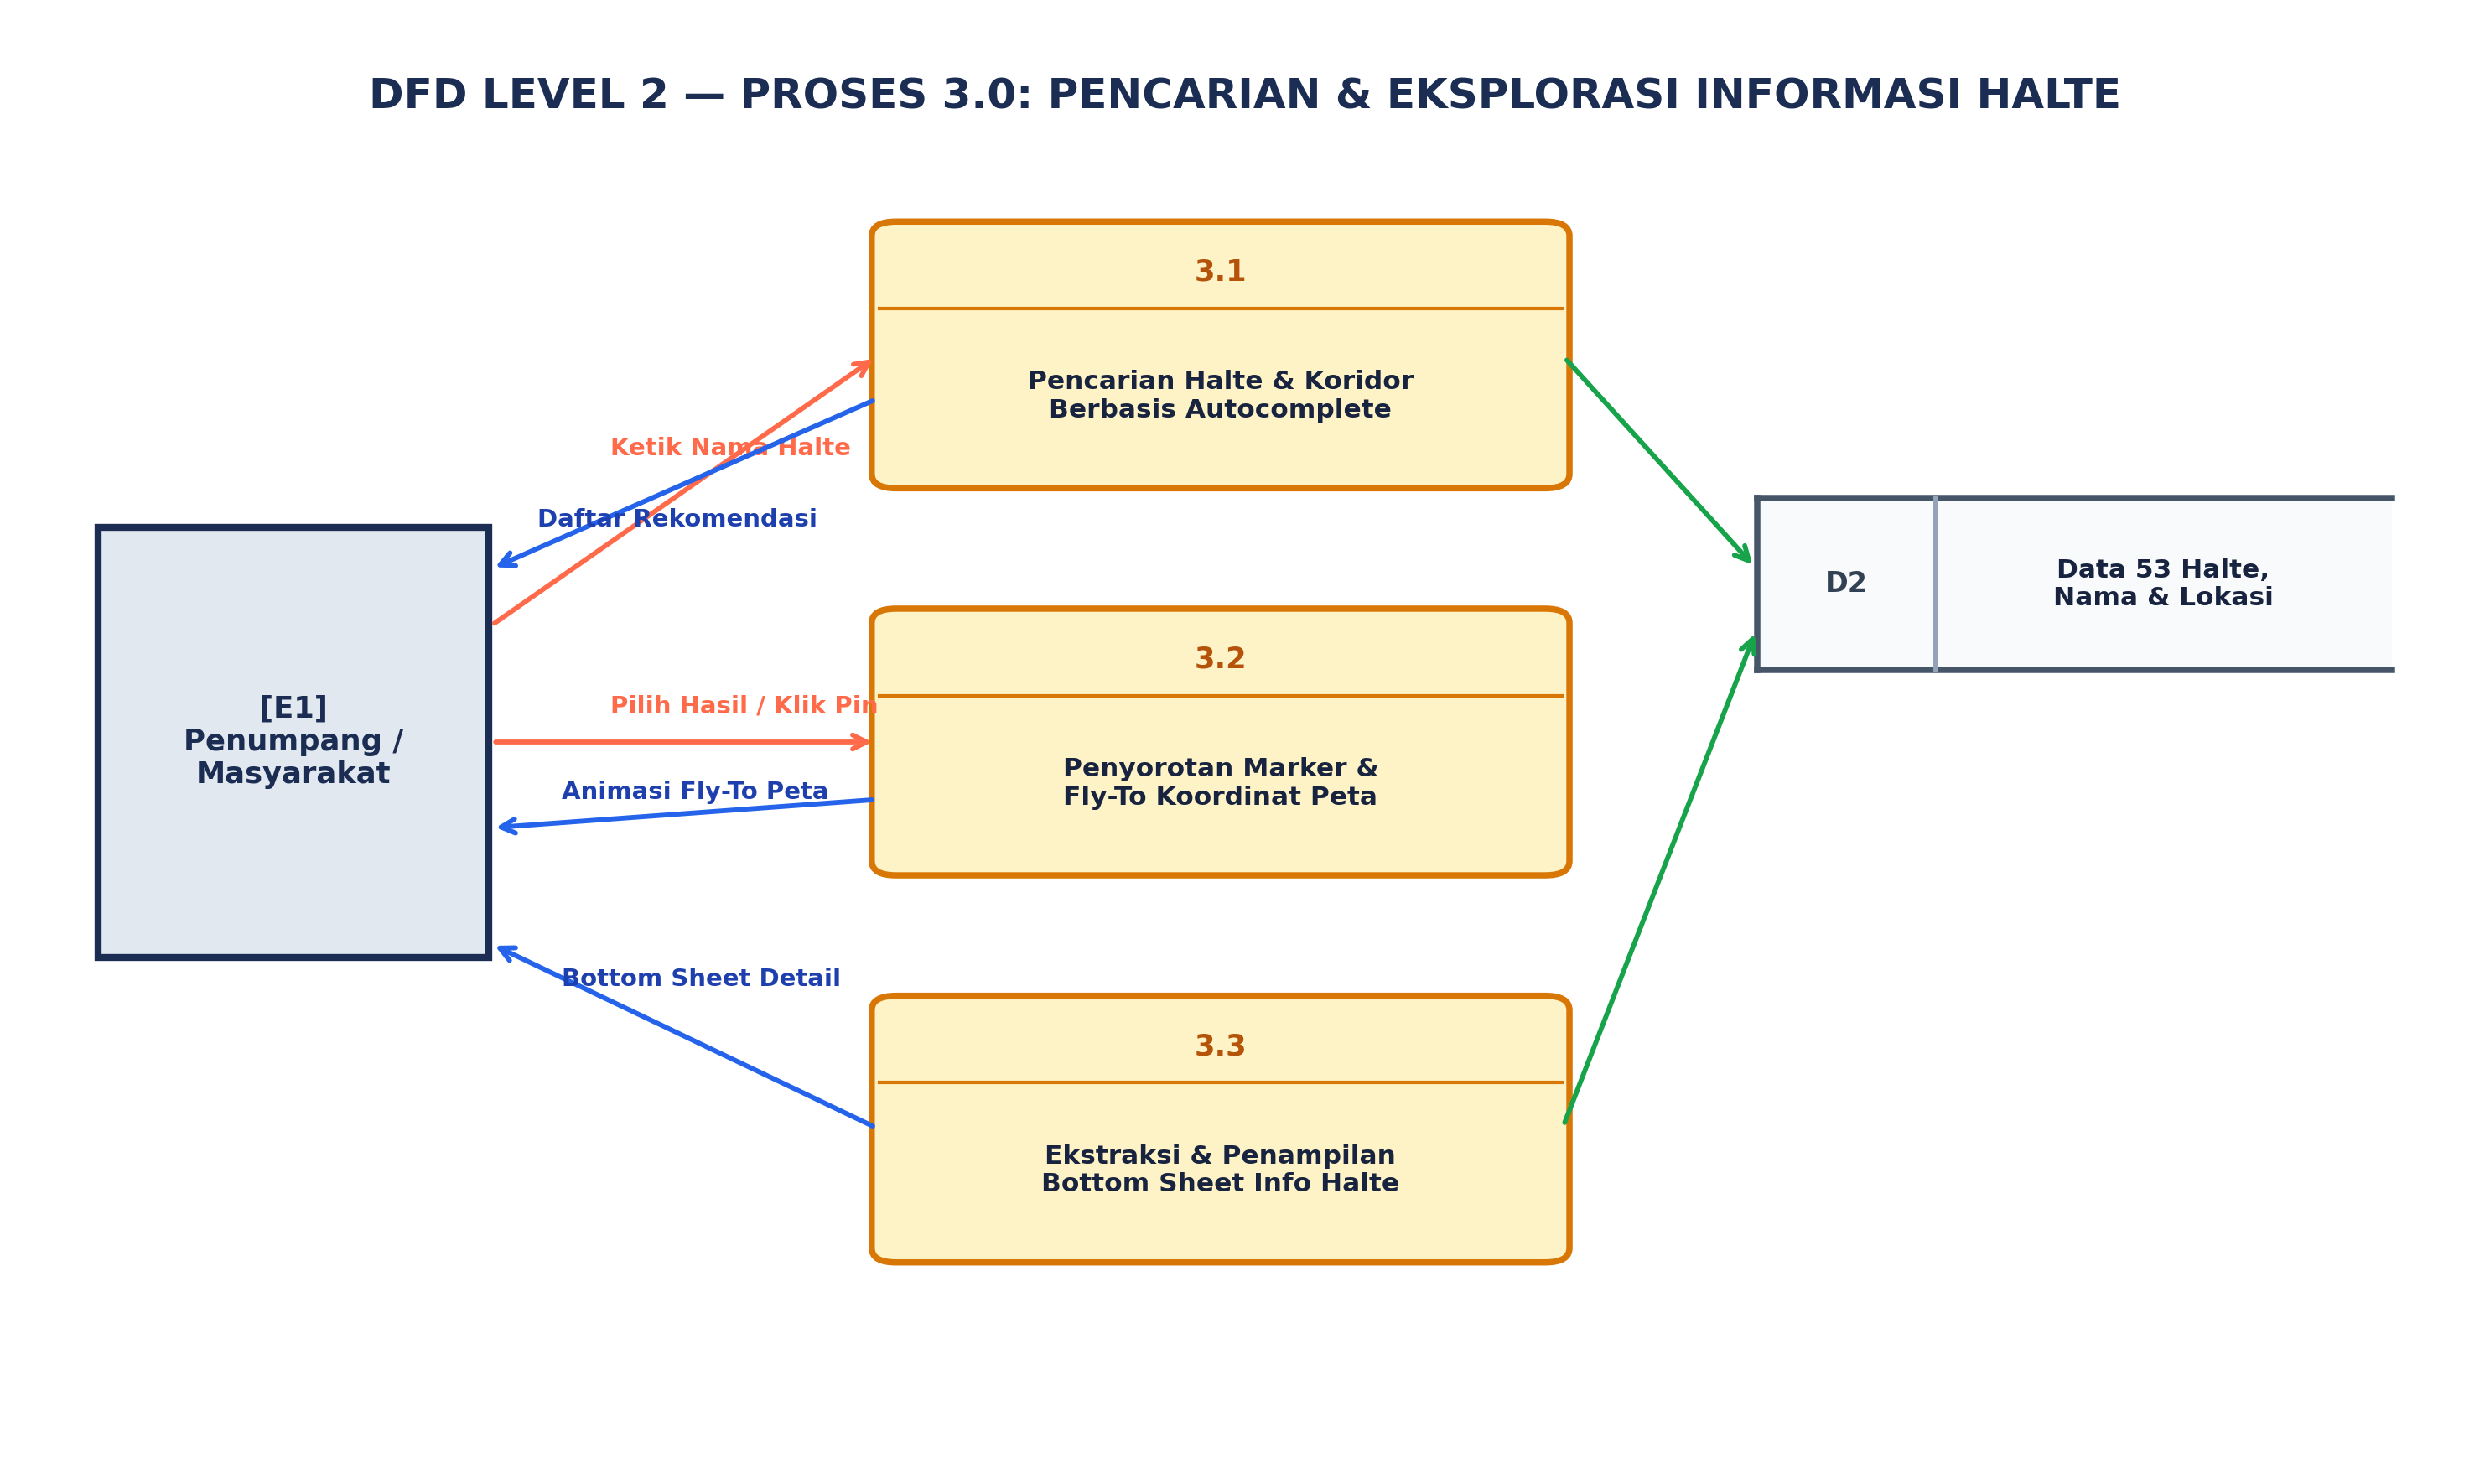 DFD LEVEL 2 — PROSES 3.0: PENCARIAN & EKSPLORASI INFORMASI HALTE
3.1
Pencarian Halte & Koridor
Berbasis Autocomplete
Ketik Nama Halte
Daftar Rekomendasi
D2
Data 53 Halte,
Nama & Lokasi
[E1]
Penumpang /
Masyarakat
3.2
Pilih Hasil / Klik Pin
Penyorotan Marker &
Fly-To Koordinat Peta
Animasi Fly-To Peta
Bottom Sheet Detail
3.3
Ekstraksi & Penampilan
Bottom Sheet Info Halte